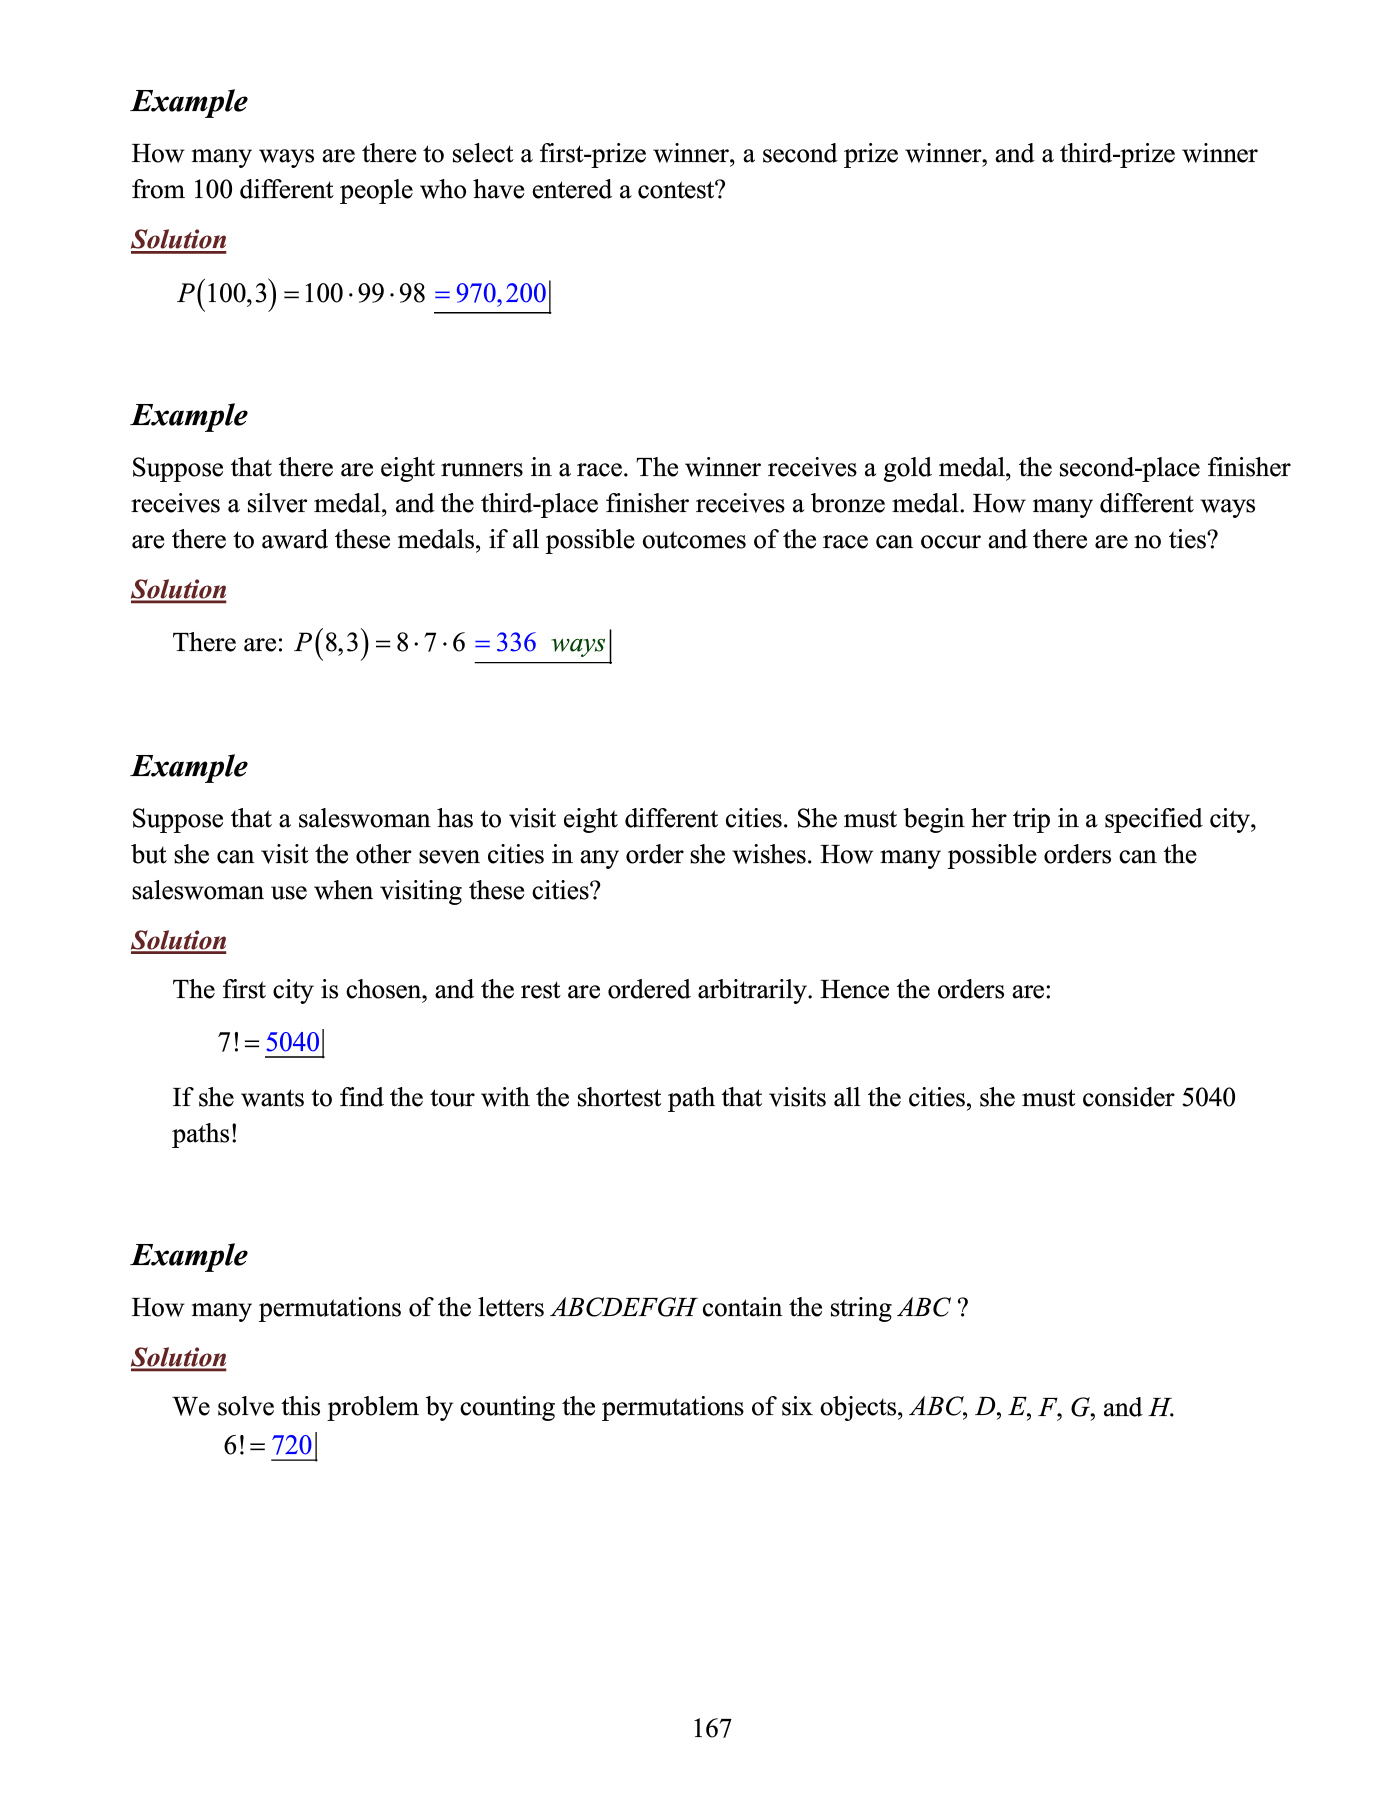 Example
How many ways are there to select a first-prize winner, a second prize winner, and a third-prize winner
from 100 different people who have entered a contest?
Solution
P(100,3) = 100 · 99 · 98 = 970,200
Example
Suppose that there are eight runners in a race. The winner receives a gold medal, the second-place finisher
receives a silver medal, and the third-place finisher receives a bronze medal. How many different ways
are there to award these medals, if all possible outcomes of the race can occur and there are no ties?
Solution
There are: P(8,3) = 8 · 7 · 6 = 336 ways
Example
Suppose that a saleswoman has to visit eight different cities. She must begin her trip in a specified city,
but she can visit the other seven cities in any order she wishes. How many possible orders can the
saleswoman use when visiting these cities?
Solution
The first city is chosen, and the rest are ordered arbitrarily. Hence the orders are:
7! = 5040
If she wants to find the tour with the shortest path that visits all the cities, she must consider 5040
paths!
Example
How many permutations of the letters ABCDEFGH contain the string ABC ?
Solution
We solve this problem by counting the permutations of six objects, ABC, D, E, F, G, and H.
6! = 720
167